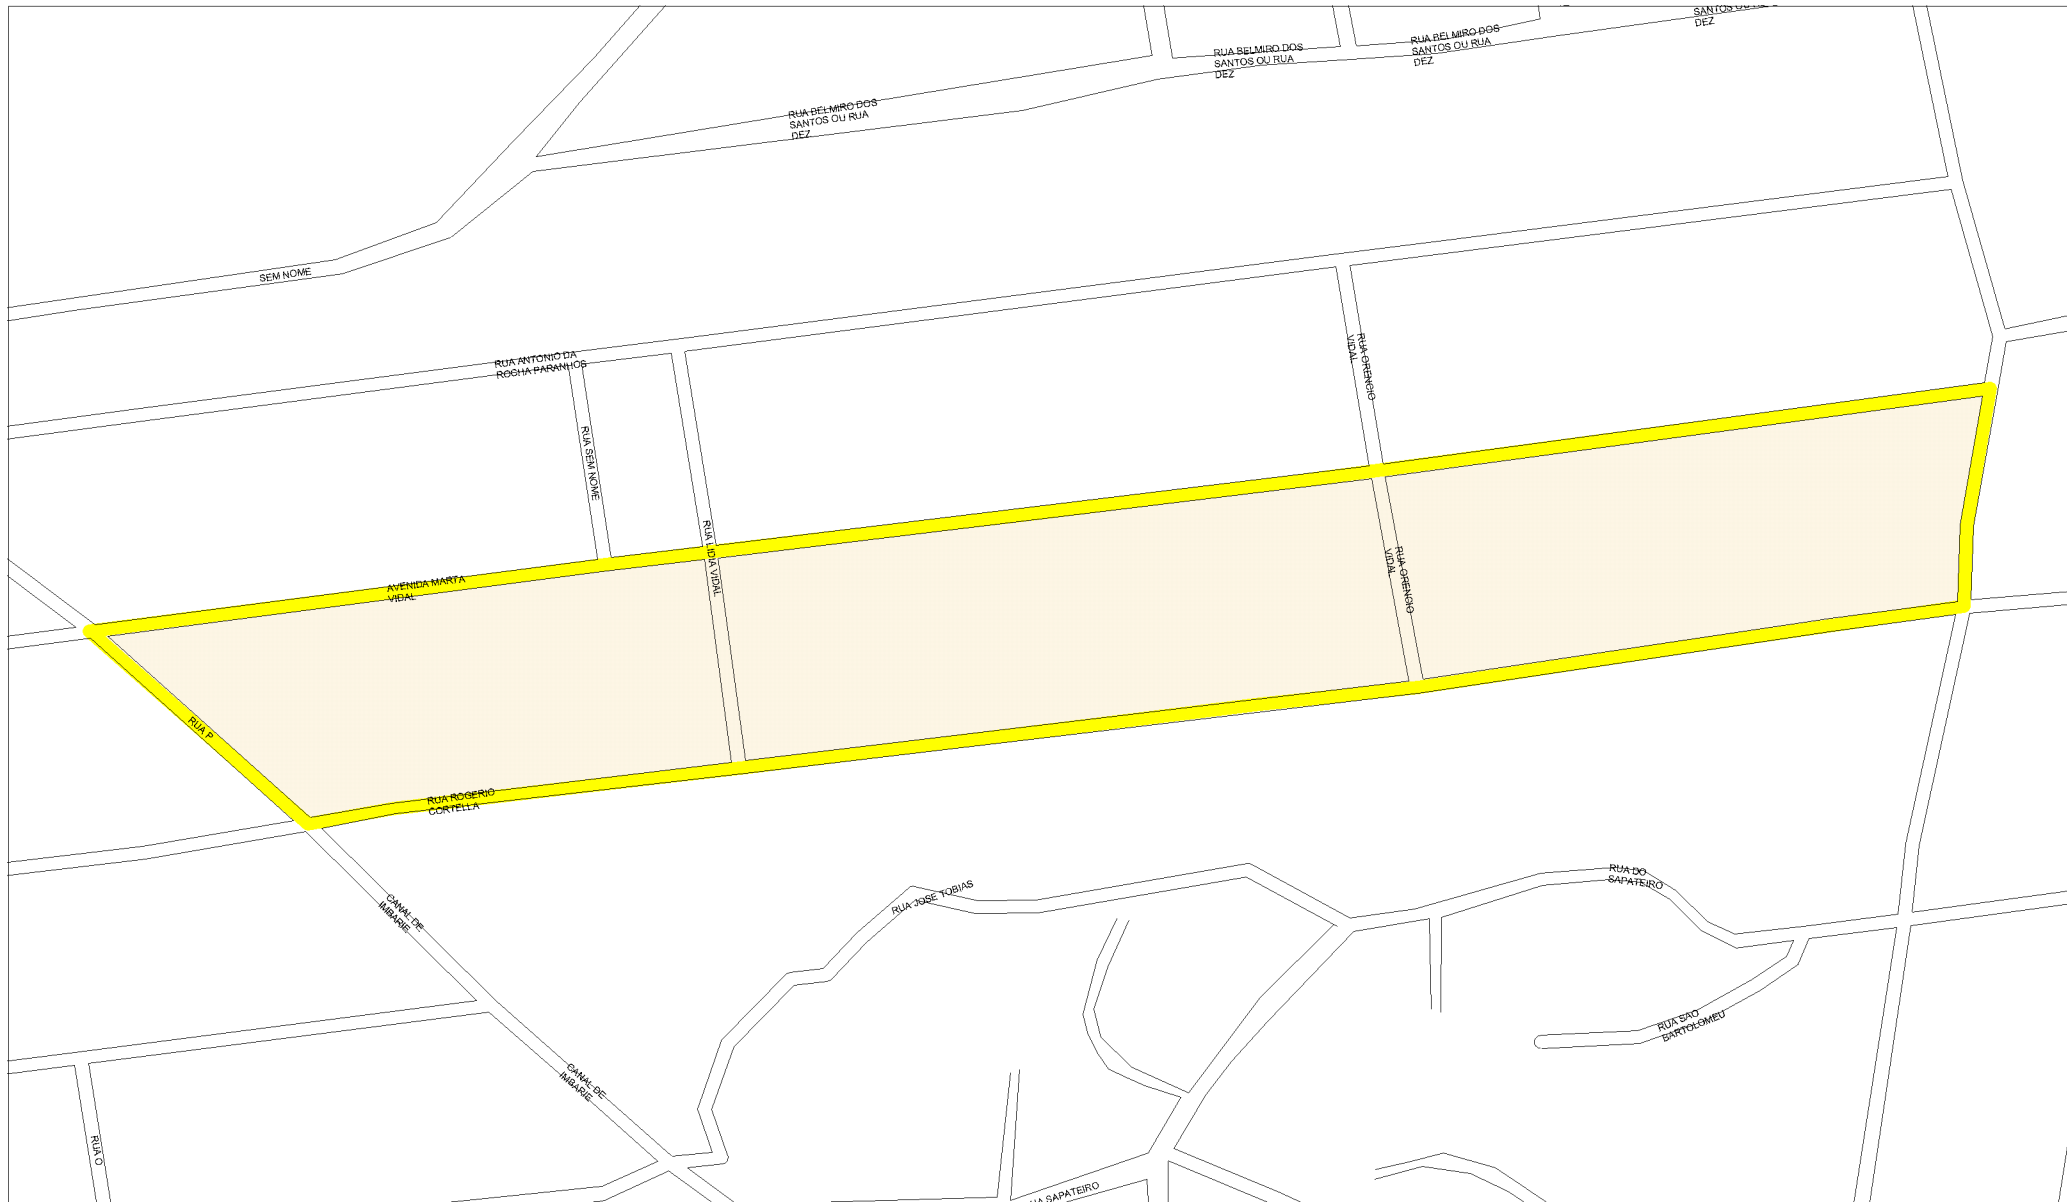 SANTOS OU RUA
DEZ
RUA BELMIRO DOS
SANTOS OU RUA
DEZ
RUA BELMIRO DOS
SANTOS OU RUA
DEZ
RUA BELMIRO DOS
SANTOS OU RUA
DEZ
SEM NOME
RUA ANTONIO DA
ROCHA PARANHOS
RUA ORENCIO
VIDAL
RUA SEM NOME
RUA LIDIA VIDAL
RUA ORENCIO
VIDAL
AVENIDA MARTA
VIDAL
RUA P
RUA ROGERIO
CORTELLA
RUA DO
SAPATEIRO
RUA JOSE TOBIAS
CANAL DE
IMBARIE
RUA SAO
BARTOLOMEU
CANAL DE
IMBARIE
RUA O
SAPATEIRO